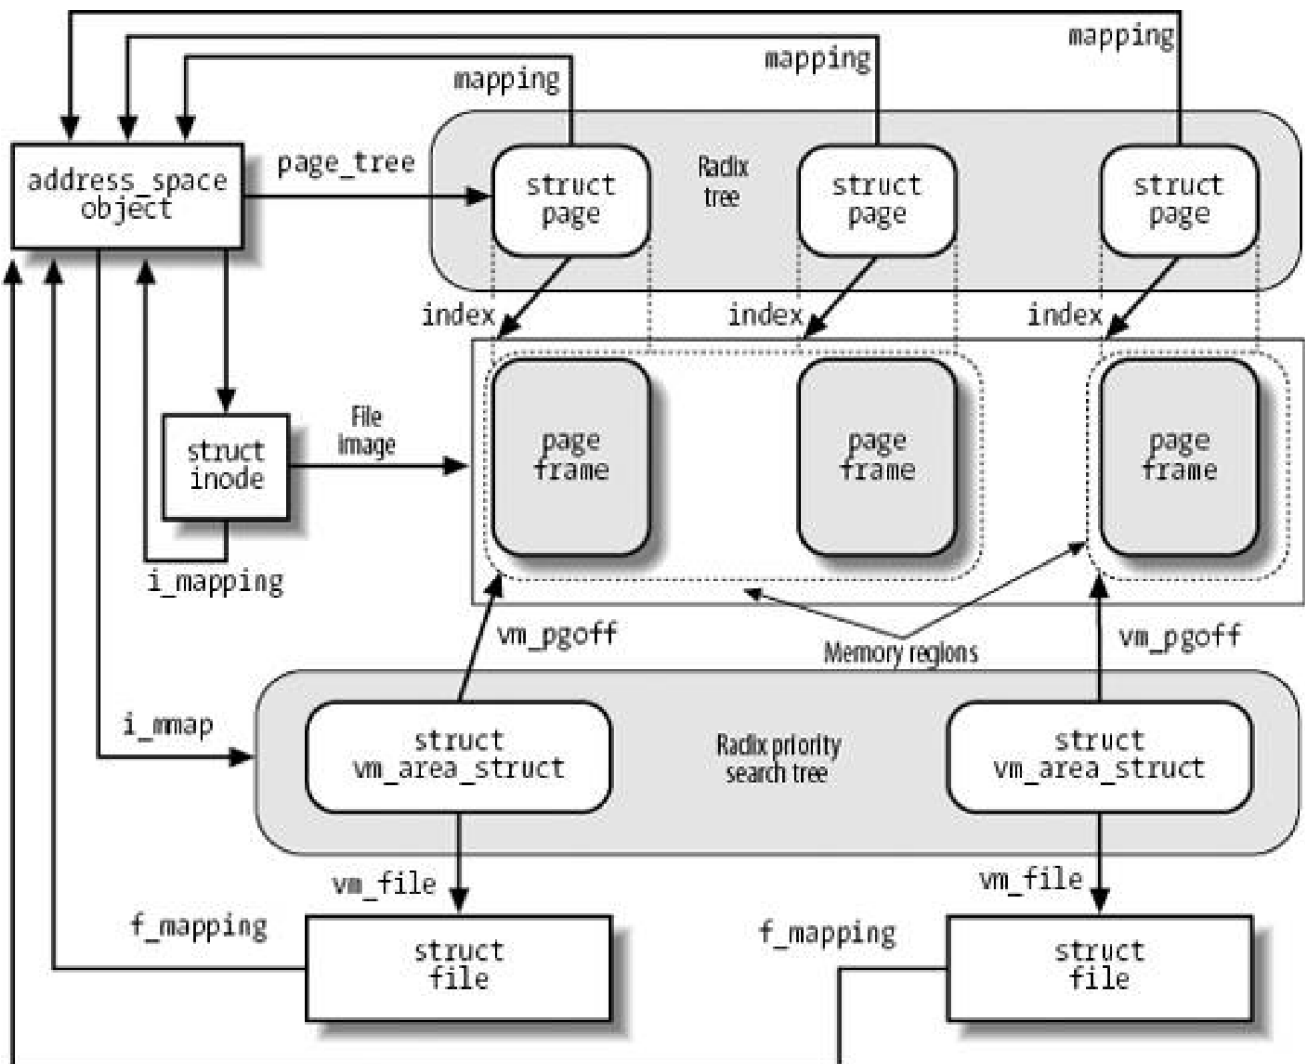 mapping
mapping
mapping
address_space
object
page_tree
struct
page
Radix
tree
struct
page
struct
page
index
index
index
struct
inode
File
image
page
frame
page
frame
page
frame
i_mapping
vm_pgoff
Memory regions
vm_pgoff
i_mmap
struct
vm_area_struct
Radix priority
search tree
struct
vm_area_struct
vm_file
vm_file
f_mapping
struct
file
f_mapping
struct
file